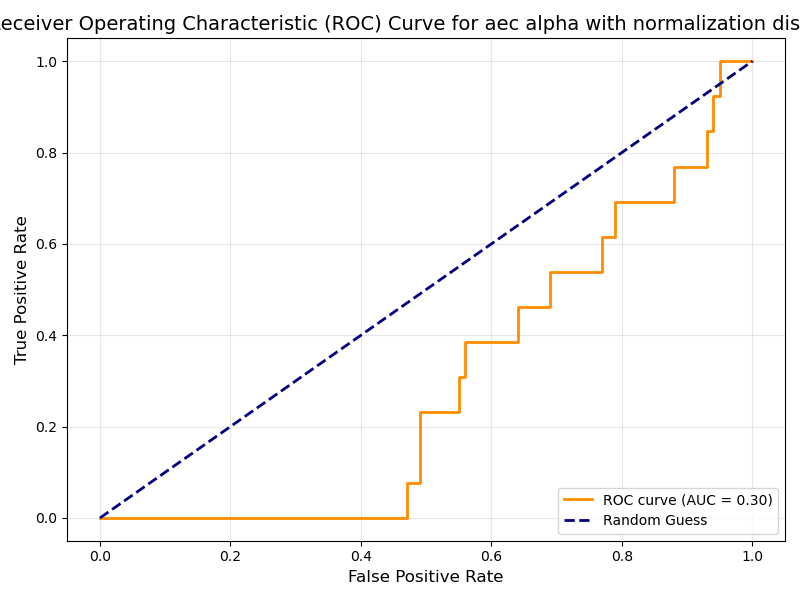 eceiver Operating Characteristic (ROC) Curve for aec alpha with normalization dis
1.0
0.8
0.6
0.4
0.2
0.0
True Positive Rate
0.0 0.2 0.4 0.6 0.8 1.0
False Positive Rate
ROC curve (AUC = 0.30)
Random Guess